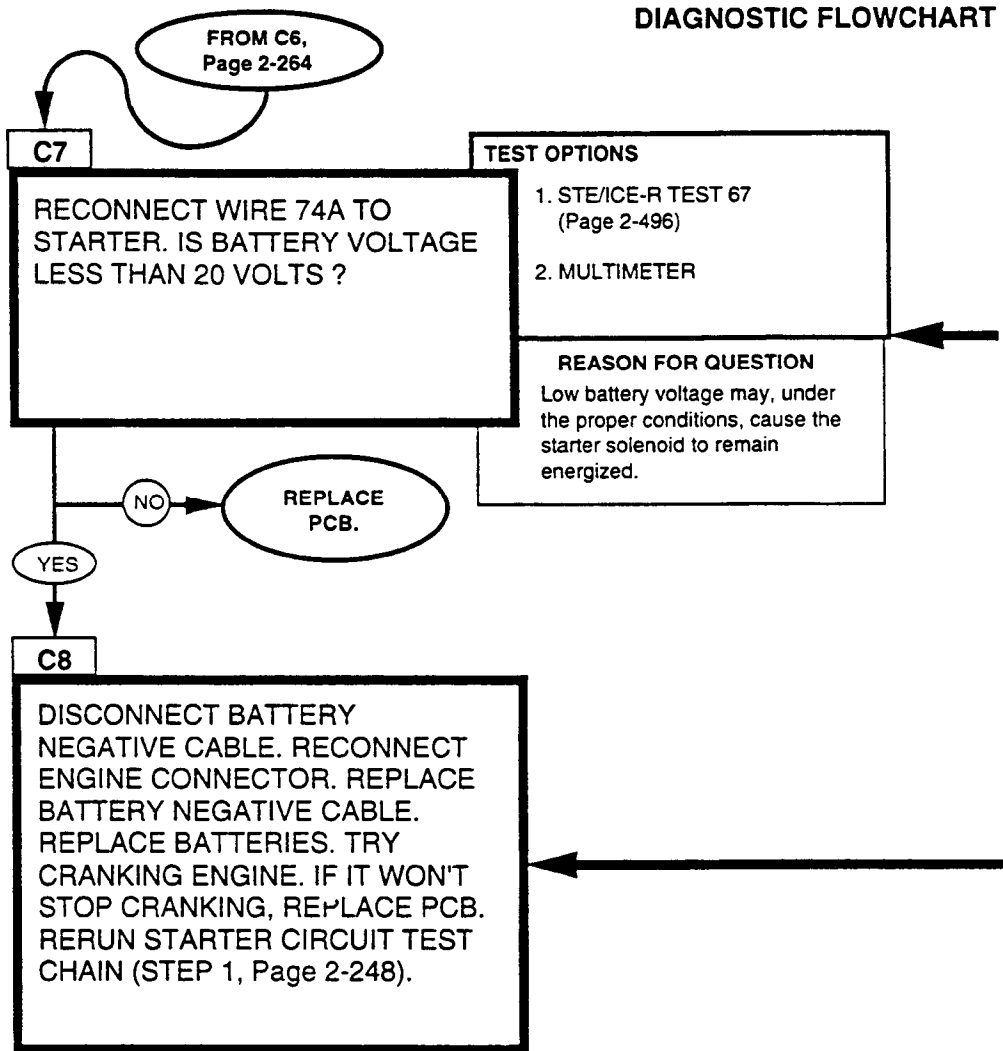 DIAGNOSTIC FLOWCHART
FROM C6,
Page 2-264
C7
RECONNECT WIRE 74A TO
STARTER. IS BATTERY VOLTAGE
LESS THAN 20 VOLTS ?
TEST OPTIONS
1. STE/ICE-R TEST 67
(Page 2-496)
2. MULTIMETER
REASON FOR QUESTION
Low battery voltage may, under
the proper conditions, cause the
starter solenoid to remain
energized.
NO
REPLACE
PCB.
YES
C8
DISCONNECT BATTERY
NEGATIVE CABLE. RECONNECT
ENGINE CONNECTOR. REPLACE
BATTERY NEGATIVE CABLE.
REPLACE BATTERIES. TRY
CRANKING ENGINE. IF IT WON'T
STOP CRANKING, REPLACE PCB.
RERUN STARTER CIRCUIT TEST
CHAIN (STEP 1, Page 2-248).